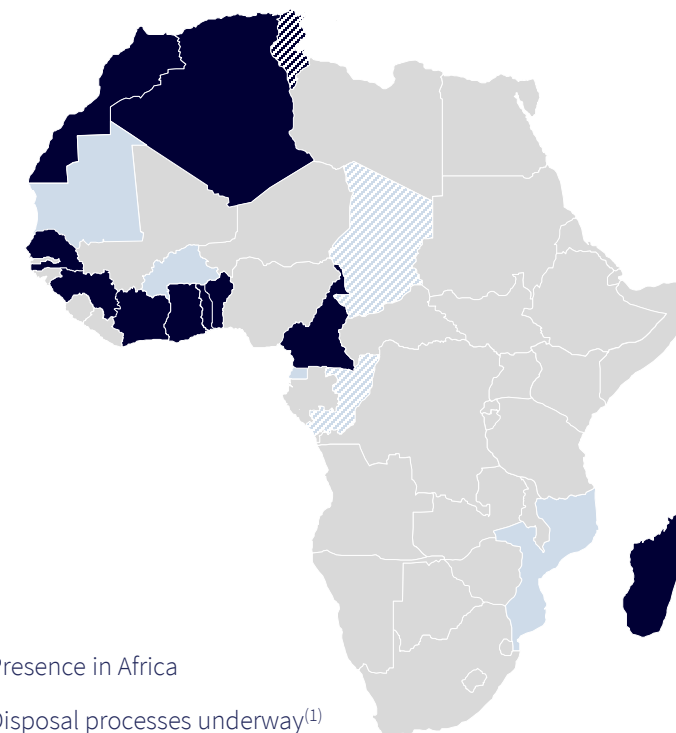 Presence in Africa
Disposal processes underway(1)